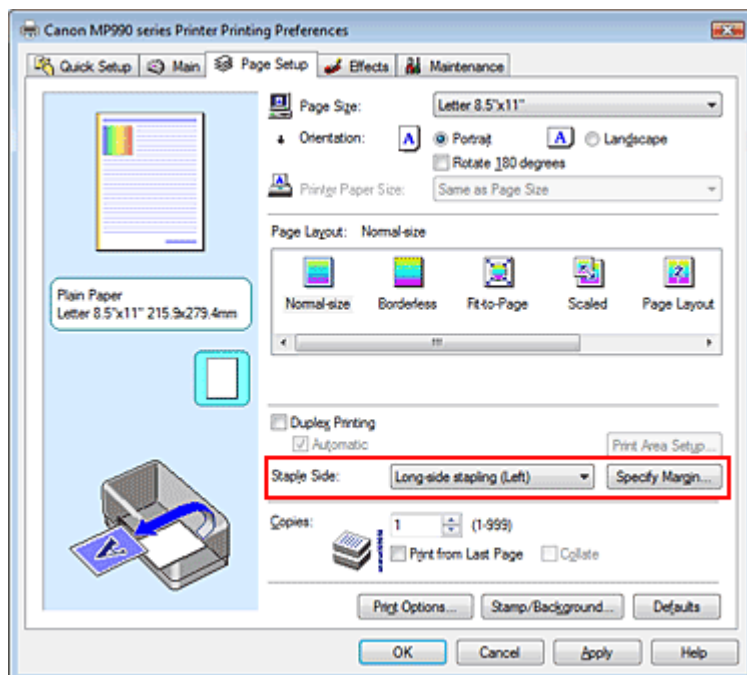 Canon MP990 series Printer Printing Preferences
Quick Setup Main Page Setup Effects Maintenance
Page Size: Letter 8.5"x11"
Orientation: A Portrait A Landscape
Rotate 180 degrees
Printer Paper Size: Same as Page Size
Page Layout: Normal-size
Normal-size Borderless Fit-to-Page Scaled Page Layout
Plain Paper
Letter 8.5"x11" 215.9x279.4mm
Duplex Printing
Automatic Print Area Setup...
Staple Side: Long-side stapling (Left) Specify Margin...
Copies: 1 (1-999)
Print from Last Page Collate
Print Options... Stamp/Background... Defaults
OK Cancel Apply Help